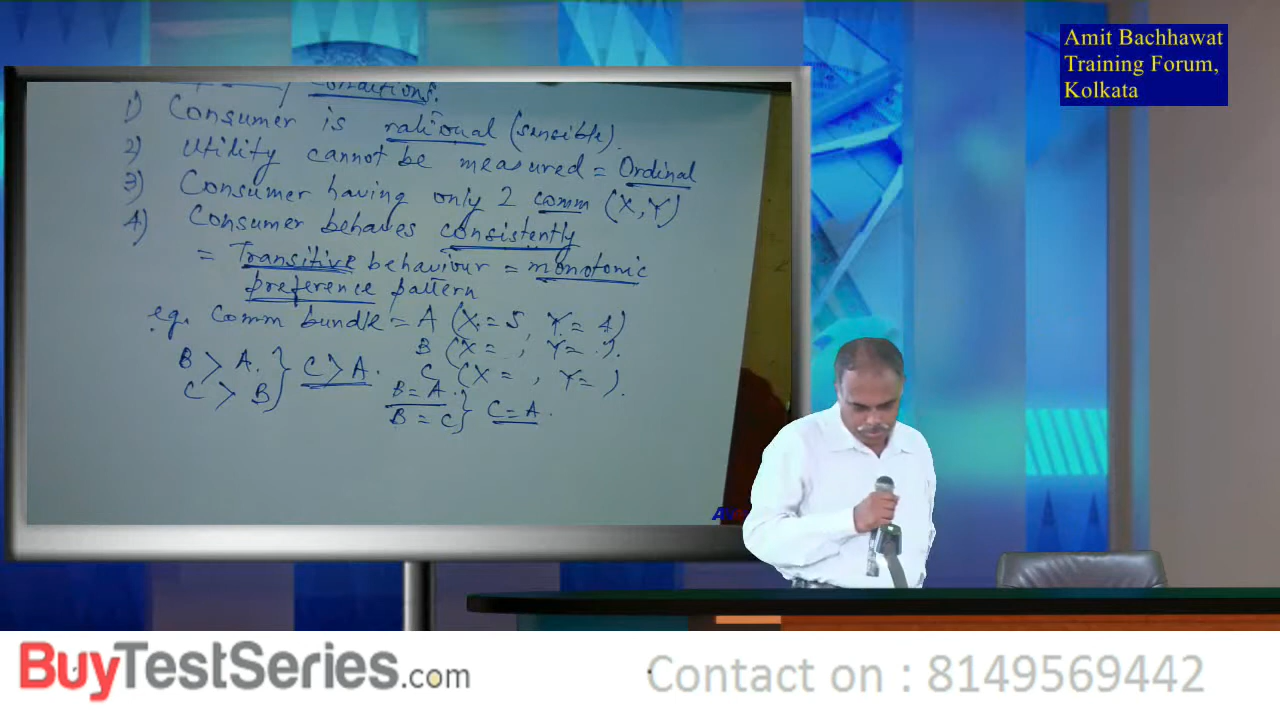 Amit Bachhawat
Training Forum,
Kolkata
Conditions.
1) Consumer is rational (sensible).
2) Utility cannot be measured = Ordinal
3) Consumer having only 2 comm (X, Y)
4) Consumer behaves consistently
= Transitive behaviour = monotonic
preference pattern
eg. Comm bundle = A (X = 5, Y = 4)
B (X = , Y = ).
C (X = , Y = ).
B > A.
C > B } C > A.
B = A.
B = C } C = A.
BuyTestSeries.com
Contact on : 8149569442